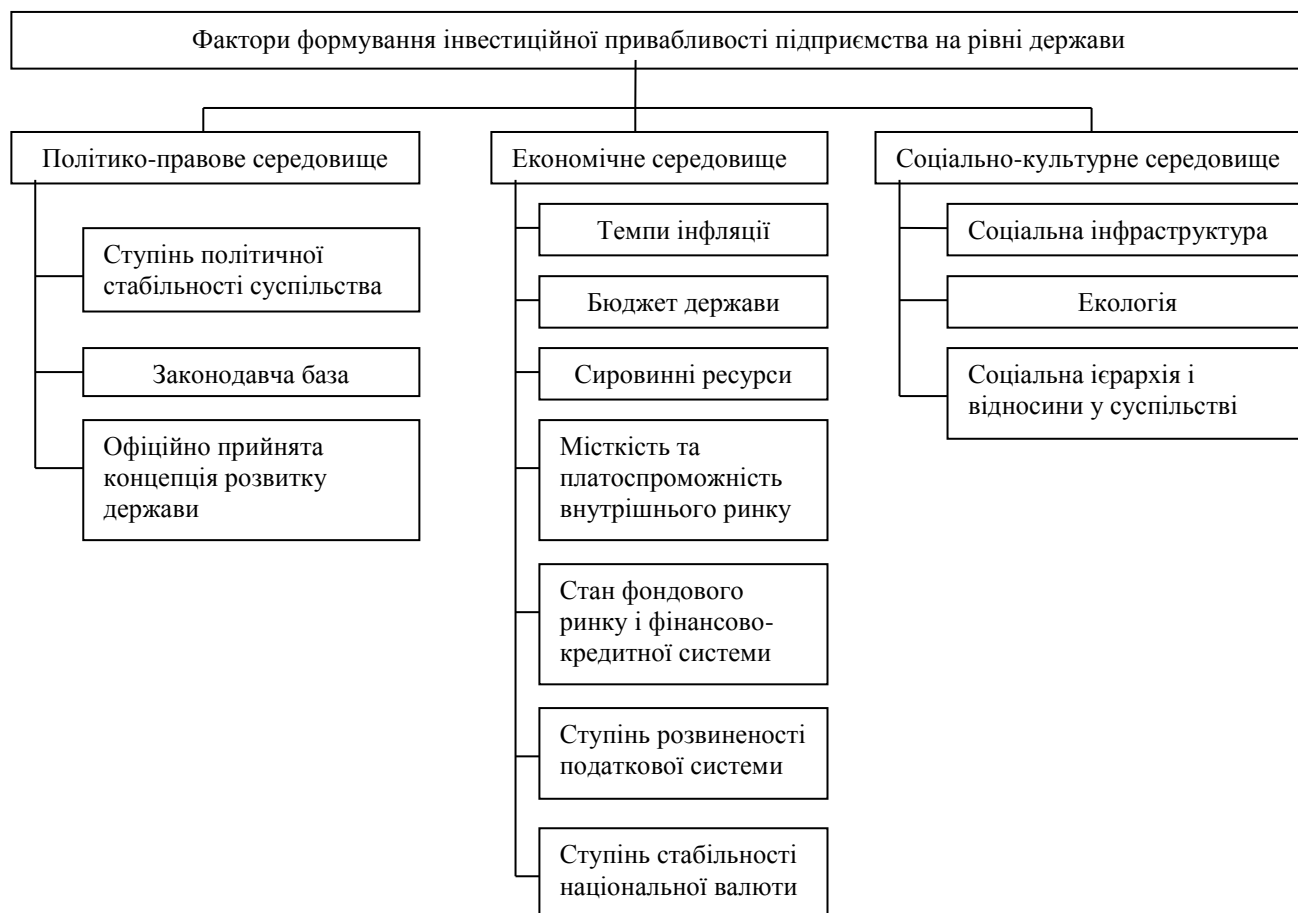 Фактори формування інвестиційної привабливості підприємства на рівні держави
Політико-правове середовище
Ступінь політичної
стабільності суспільства
Законодавча база
Офіційно прийнята
концепція розвитку
держави
Економічне середовище
Темпи інфляції
Бюджет держави
Сировинні ресурси
Місткість та
платоспроможність
внутрішнього ринку
Стан фондового
ринку і фінансово-
кредитної системи
Ступінь розвиненості
податкової системи
Ступінь стабільності
національної валюти
Соціально-культурне середовище
Соціальна інфраструктура
Екологія
Соціальна ієрархія і
відносини у суспільстві